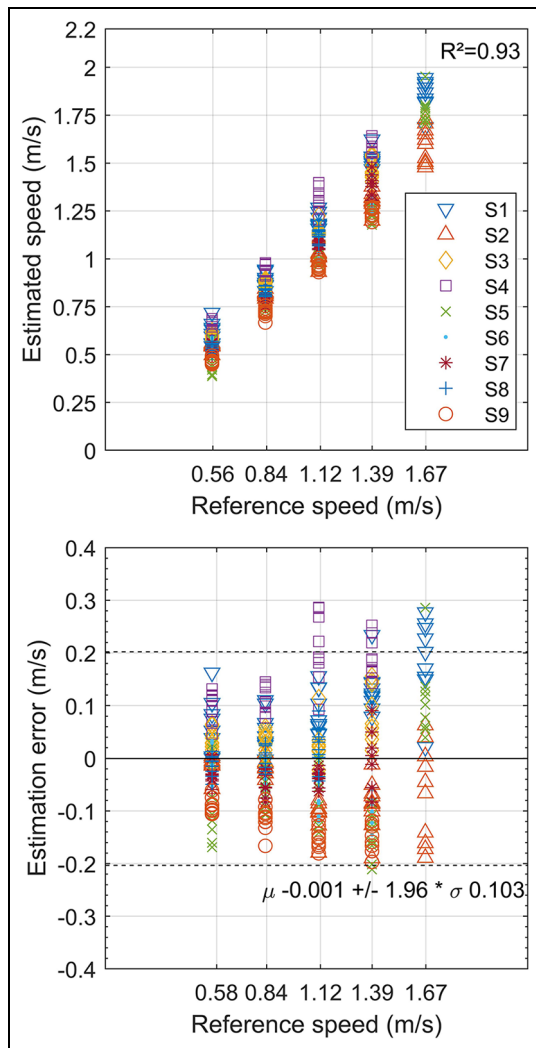 R²=0.93
2.2
2
1.75
1.5
1.25
1
0.75
0.5
0.25
0
Estimated speed (m/s)
S1
S2
S3
S4
S5
S6
S7
S8
S9
0.56 0.84 1.12 1.39 1.67
Reference speed (m/s)
0.4
0.3
0.2
0.1
0
-0.1
-0.2
-0.3
-0.4
Estimation error (m/s)
μ -0.001 +/- 1.96 * σ 0.103
0.58 0.84 1.12 1.39 1.67
Reference speed (m/s)